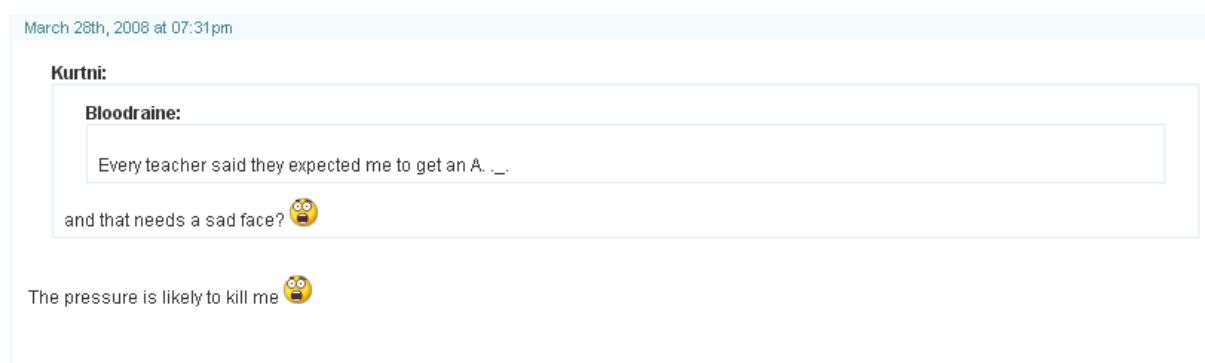 March 28th, 2008 at 07:31pm
Kurtni:
Bloodraine:
Every teacher said they expected me to get an A. ._.
and that needs a sad face?
The pressure is likely to kill me